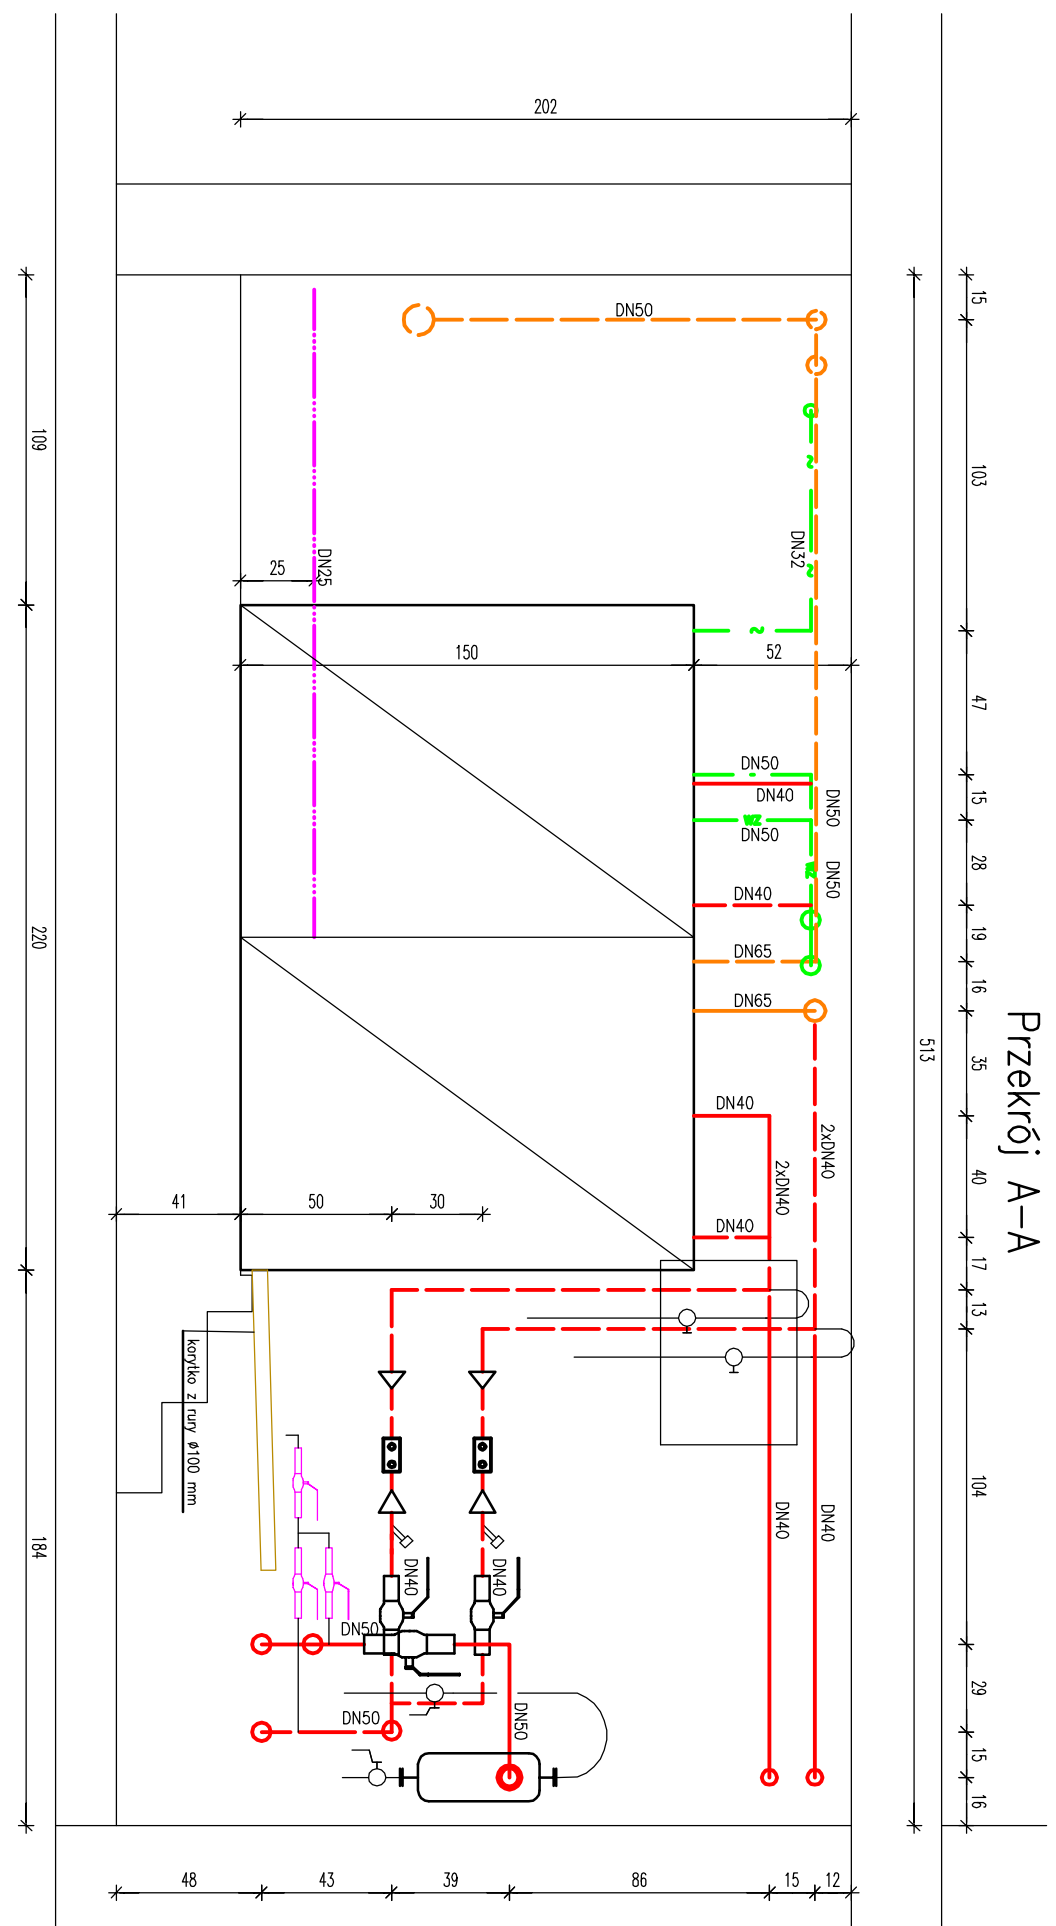 Przekrój A-A
202
15
103
47
15
28
19
16
35
40
17
13
104
29
15
16
513
109
220
184
DN50
DN32
25
DN25
150
52
DN50
DN40
DN50
DN50
WZ
WZ
DN50
DN40
DN65
DN65
DN40
2xDN40
2xDN40
DN40
41
50
30
korytko z rury ø100 mm
DN40
DN40
DN40
DN40
DN50
DN50
DN50
48
43
39
86
15
12